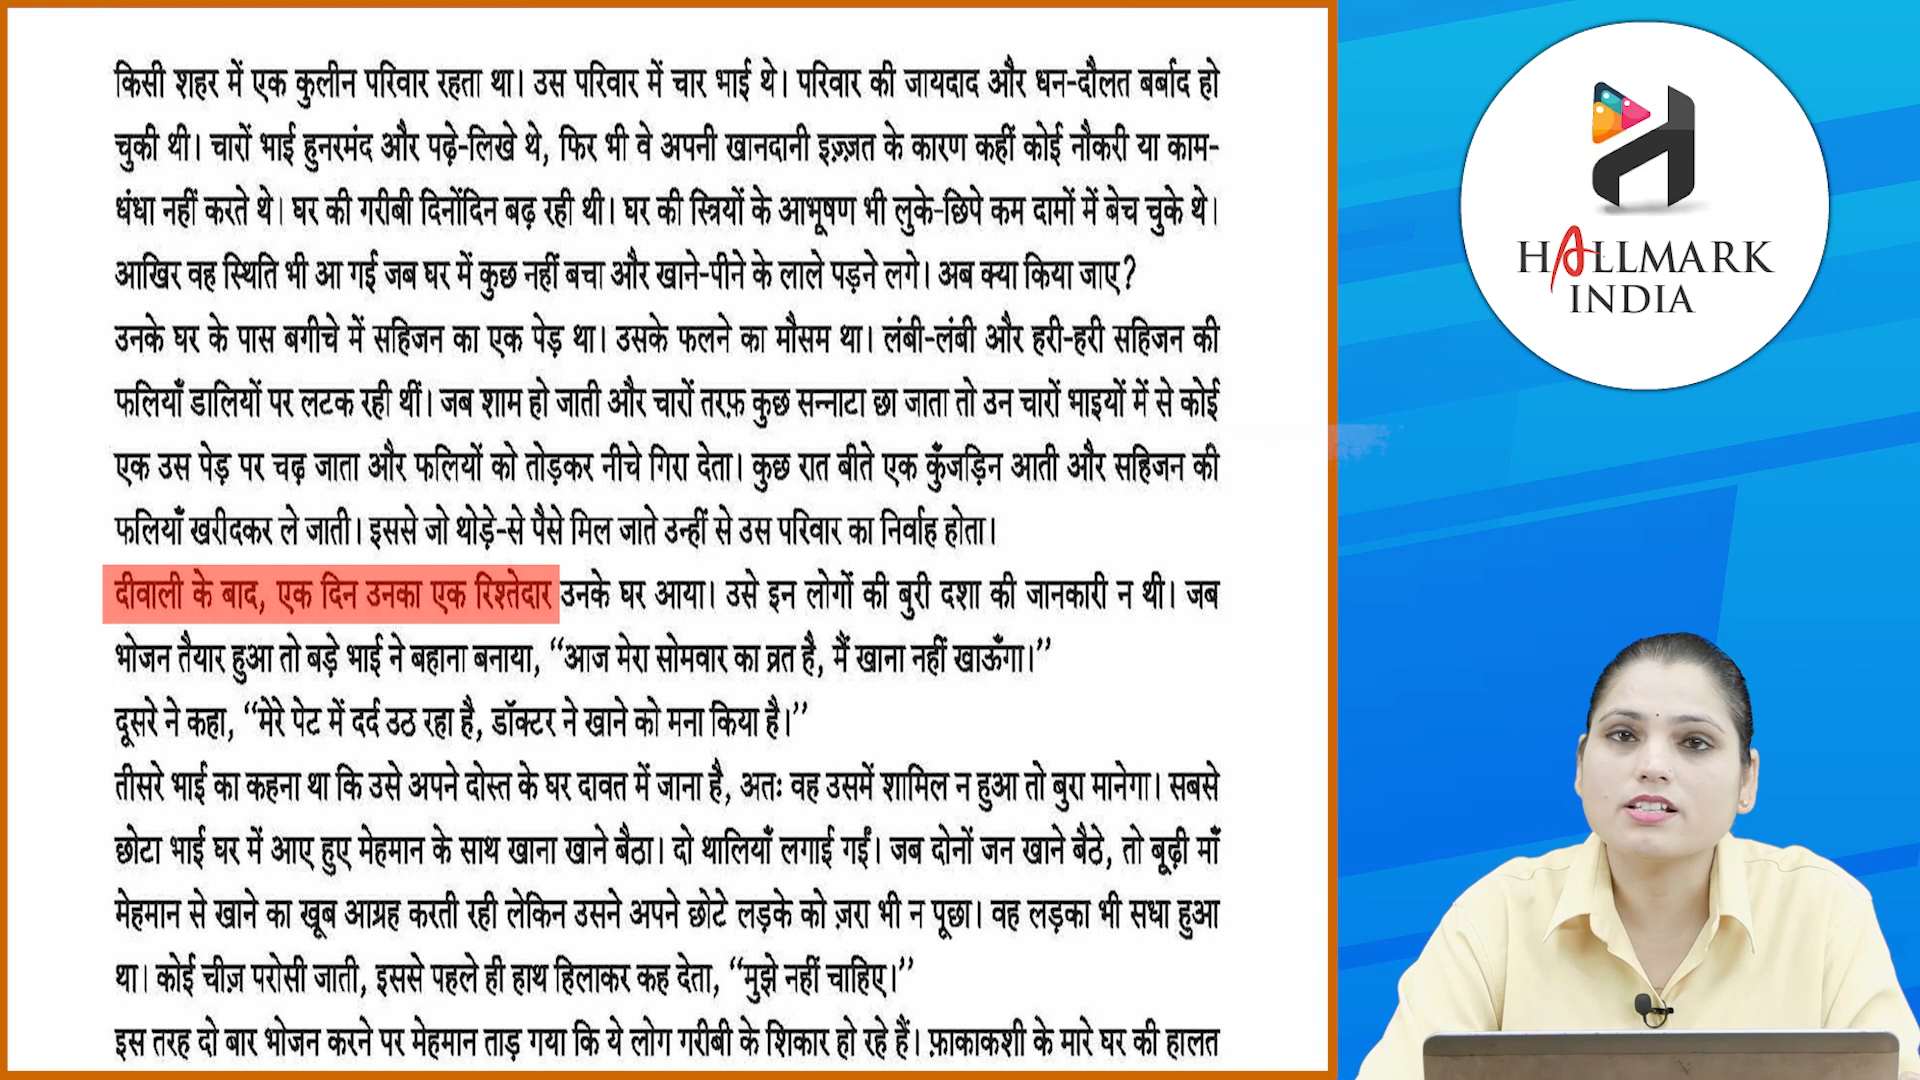 किसी शहर में एक कुलीन परिवार रहता था। उस परिवार में चार भाई थे। परिवार की जायदाद और धन-दौलत बर्बाद हो
चुकी थी। चारों भाई हुनरमंद और पढ़े-लिखे थे, फिर भी वे अपनी खानदानी इज़्ज़त के कारण कहीं कोई नौकरी या काम-
धंधा नहीं करते थे। घर की गरीबी दिनोंदिन बढ़ रही थी। घर की स्त्रियों के आभूषण भी लुके-छिपे कम दामों में बेच चुके थे।
आखिर वह स्थिति भी आ गई जब घर में कुछ नहीं बचा और खाने-पीने के लाले पड़ने लगे। अब क्या किया जाए?
उनके घर के पास बगीचे में सहिजन का एक पेड़ था। उसके फलने का मौसम था। लंबी-लंबी और हरी-हरी सहिजन की
फलियाँ डालियों पर लटक रही थीं। जब शाम हो जाती और चारों तरफ़ कुछ सन्नाटा छा जाता तो उन चारों भाइयों में से कोई
एक उस पेड़ पर चढ़ जाता और फलियों को तोड़कर नीचे गिरा देता। कुछ रात बीते एक कुँजड़िन आती और सहिजन की
फलियाँ खरीदकर ले जाती। इससे जो थोड़े-से पैसे मिल जाते उन्हीं से उस परिवार का निर्वाह होता।
दीवाली के बाद, एक दिन उनका एक रिश्तेदार उनके घर आया। उसे इन लोगों की बुरी दशा की जानकारी न थी। जब
भोजन तैयार हुआ तो बड़े भाई ने बहाना बनाया, “आज मेरा सोमवार का व्रत है, मैं खाना नहीं खाऊँगा।”
दूसरे ने कहा, “मेरे पेट में दर्द उठ रहा है, डॉक्टर ने खाने को मना किया है।”
तीसरे भाई का कहना था कि उसे अपने दोस्त के घर दावत में जाना है, अतः वह उसमें शामिल न हुआ तो बुरा मानेगा। सबसे
छोटा भाई घर में आए हुए मेहमान के साथ खाना खाने बैठा। दो थालियाँ लगाई गईं। जब दोनों जन खाने बैठे, तो बूढ़ी माँ
मेहमान से खाने का खूब आग्रह करती रही लेकिन उसने अपने छोटे लड़के को ज़रा भी न पूछा। वह लड़का भी सधा हुआ
था। कोई चीज़ परोसी जाती, इससे पहले ही हाथ हिलाकर कह देता, “मुझे नहीं चाहिए।”
इस तरह दो बार भोजन करने पर मेहमान ताड़ गया कि ये लोग गरीबी के शिकार हो रहे हैं। फ़ाकाकशी के मारे घर की हालत
HALLMARK
INDIA